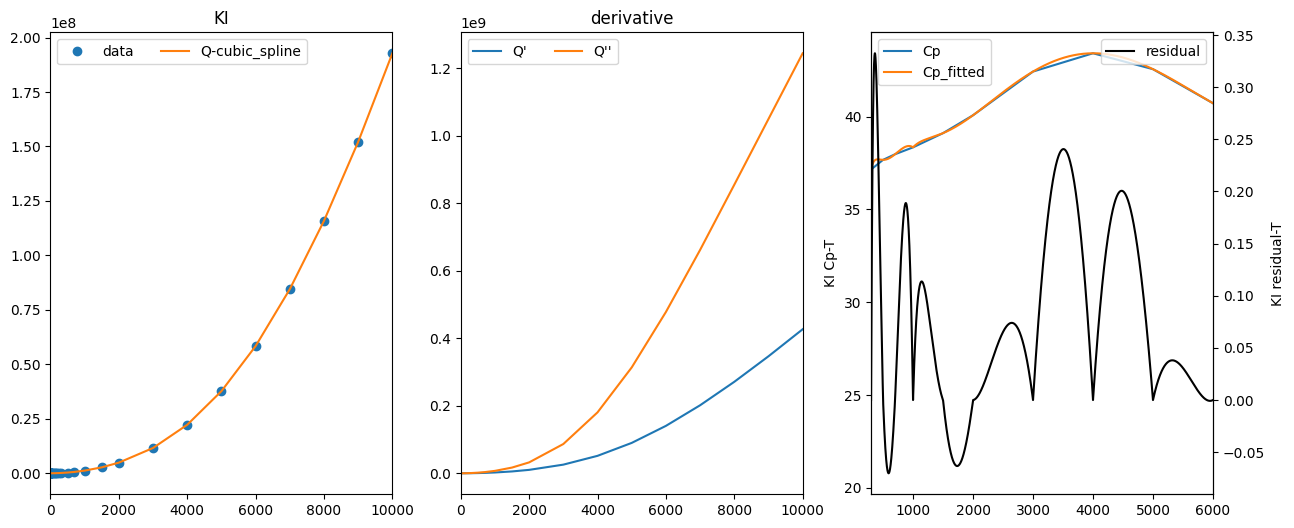 KI
1e8
data
Q-cubic_spline
2.00
1.75
1.50
1.25
1.00
0.75
0.50
0.25
0.00
0 2000 4000 6000 8000 10000
derivative
1e9
Q' Q''
1.2
1.0
0.8
0.6
0.4
0.2
0.0
0 2000 4000 6000 8000 10000
Cp
Cp_fitted
residual
KI Cp-T
40
35
30
25
20
1000 2000 3000 4000 5000 6000
0.35
0.30
0.25
0.20
0.15
0.10
0.05
0.00
−0.05
KI residual-T